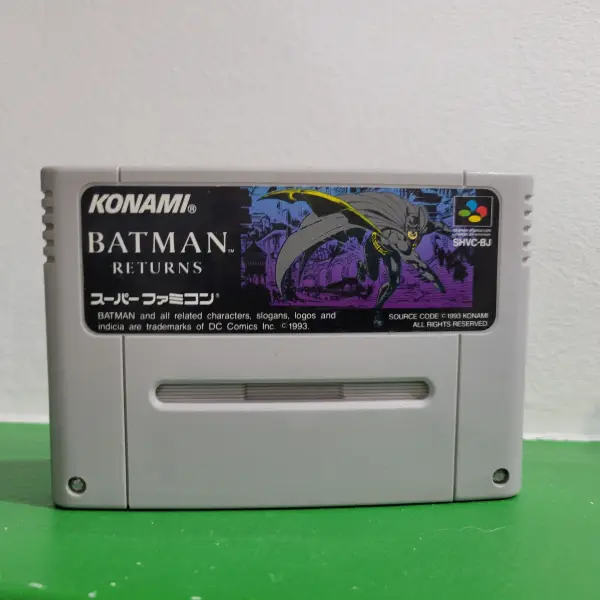 KONAMI®
BATMAN™
RETURNS
スーパーファミコン®
BATMAN and all related characters, slogans, logos and
indicia are trademarks of DC Comics Inc. ©1993.
SHVC-BJ
SOURCE CODE ©1993 KONAMI
ALL RIGHTS RESERVED